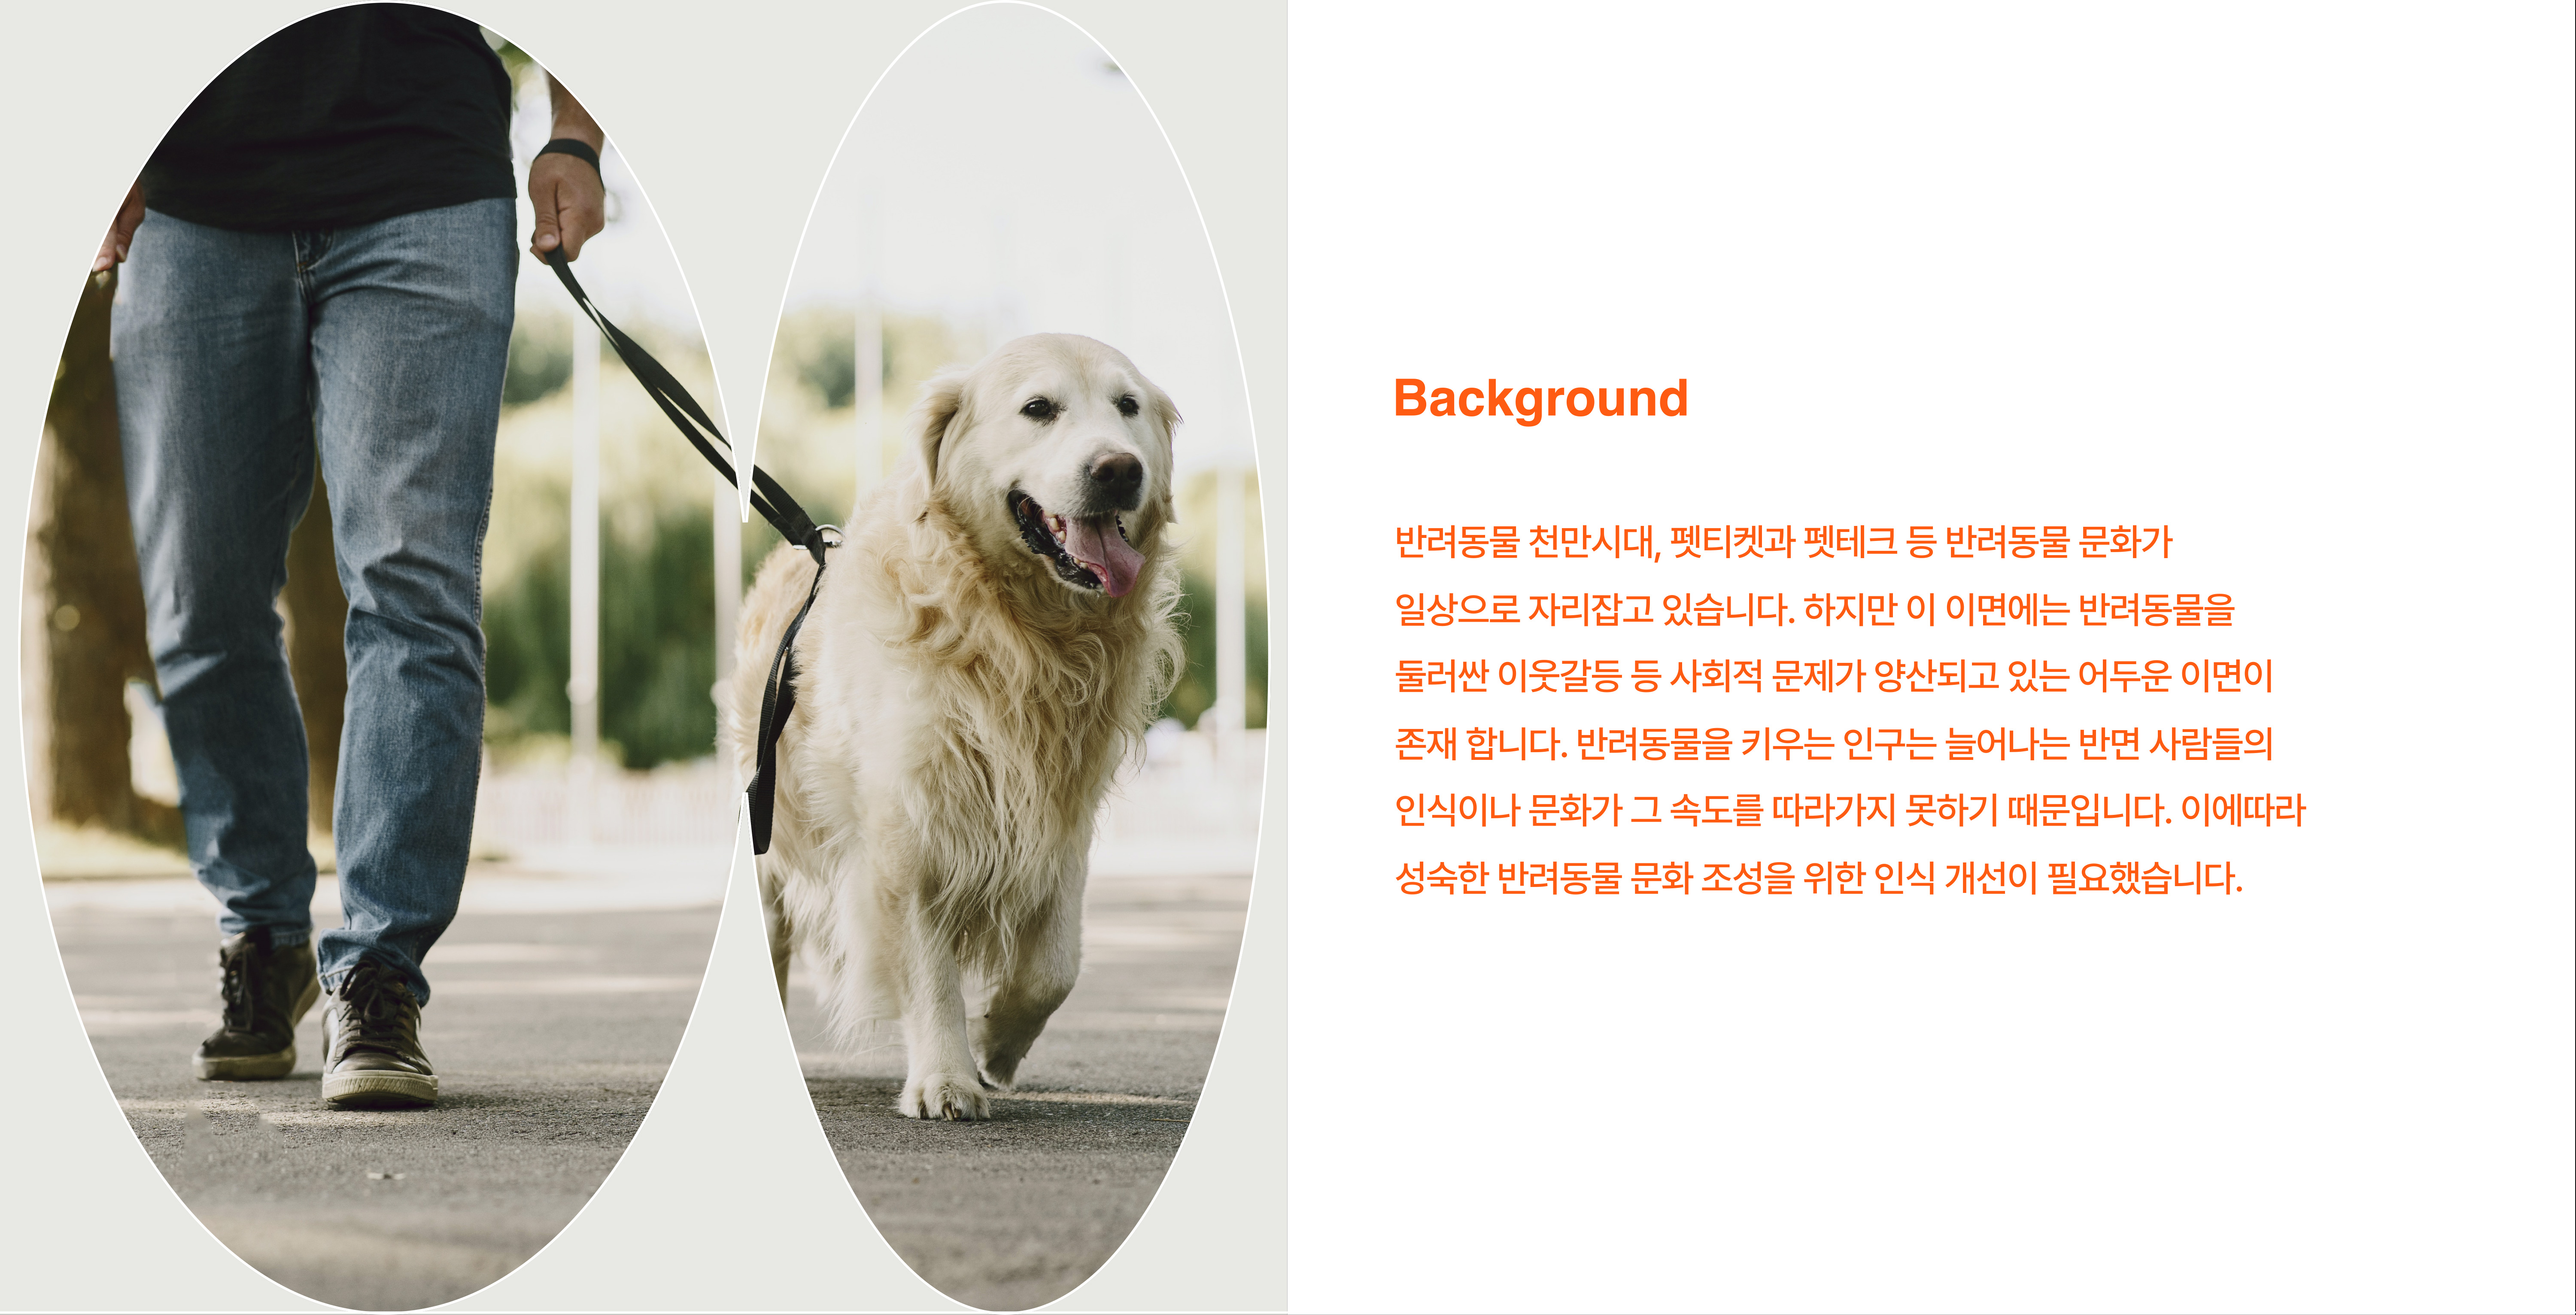 Background
반려동물 천만시대, 펫티켓과 펫테크 등 반려동물 문화가
일상으로 자리잡고 있습니다. 하지만 이 이면에는 반려동물을
둘러싼 이웃갈등 등 사회적 문제가 양산되고 있는 어두운 이면이
존재 합니다. 반려동물을 키우는 인구는 늘어나는 반면 사람들의
인식이나 문화가 그 속도를 따라가지 못하기 때문입니다. 이에따라
성숙한 반려동물 문화 조성을 위한 인식 개선이 필요했습니다.